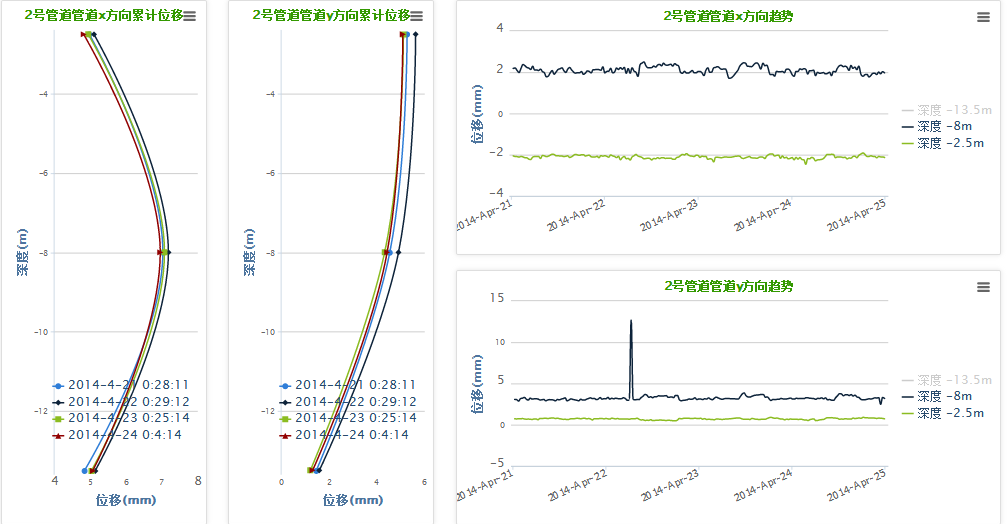 2号管道管道x方向累计位移
-4
-6
-8
-10
-12
深度(m)
2014-4-21 0:28:11
2014-4-22 0:29:12
2014-4-23 0:25:14
2014-4-24 0:4:14
4 5 6 7 8
位移(mm)
2号管道管道y方向累计位移
-4
-6
-8
-10
-12
深度(m)
2014-4-21 0:28:11
2014-4-22 0:29:12
2014-4-23 0:25:14
2014-4-24 0:4:14
0 2 4 6
位移(mm)
2号管道管道x方向趋势
4
2
0
-2
-4
位移(mm)
2014-Apr-21 2014-Apr-22 2014-Apr-23 2014-Apr-24 2014-Apr-25
深度 -13.5m
深度 -8m
深度 -2.5m
2号管道管道y方向趋势
15
10
5
0
-5
位移(mm)
2014-Apr-21 2014-Apr-22 2014-Apr-23 2014-Apr-24 2014-Apr-25
深度 -13.5m
深度 -8m
深度 -2.5m